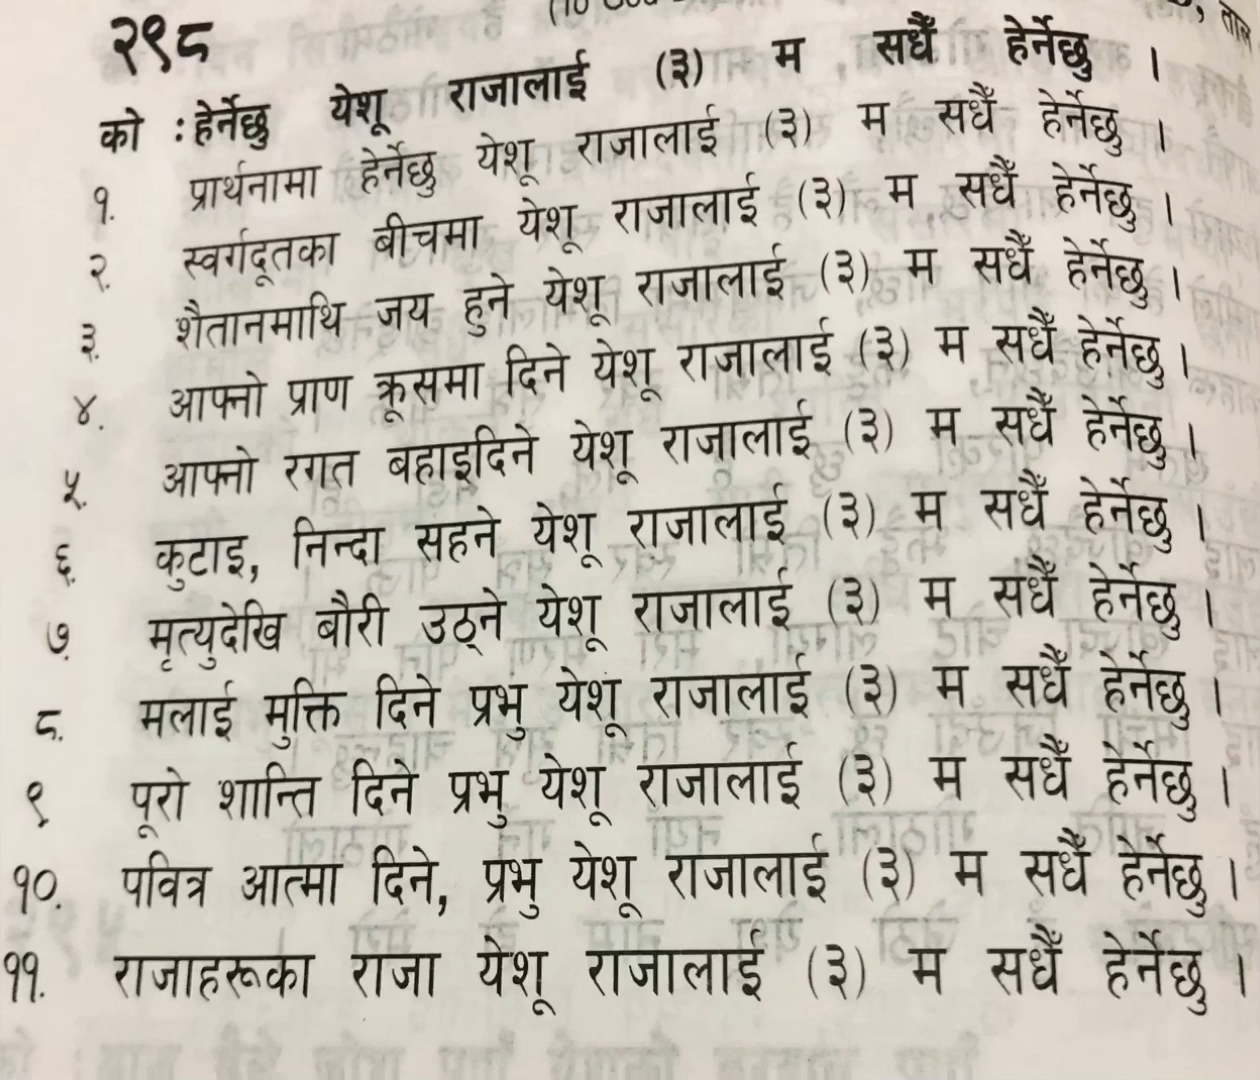 २९८
को : हेर्नेछु येशू राजालाई (३) म सधैँ हेर्नेछु ।
१. प्रार्थनामा हेर्नेछु येशू राजालाई (३) म सधैँ हेर्नेछु ।
२. स्वर्गदूतका बीचमा येशू राजालाई (३) म सधैँ हेर्नेछु ।
३. शैतानमाथि जय हुने येशू राजालाई (३) म सधैँ हेर्नेछु ।
४. आफ्नो प्राण क्रूसमा दिने येशू राजालाई (३) म सधैँ हेर्नेछु ।
५. आफ्नो रगत बहाइदिने येशू राजालाई (३) म सधैँ हेर्नेछु ।
६. कुटाइ, निन्दा सहने येशू राजालाई (३) म सधैँ हेर्नेछु ।
७. मृत्युदेखि बौरी उठ्ने येशू राजालाई (३) म सधैँ हेर्नेछु ।
८. मलाई मुक्ति दिने प्रभु येशू राजालाई (३) म सधैँ हेर्नेछु ।
९ पूरो शान्ति दिने प्रभु येशू राजालाई (३) म सधैँ हेर्नेछु ।
१०. पवित्र आत्मा दिने, प्रभु येशू राजालाई (३) म सधैँ हेर्नेछु ।
११. राजाहरूका राजा येशू राजालाई (३) म सधैँ हेर्नेछु ।